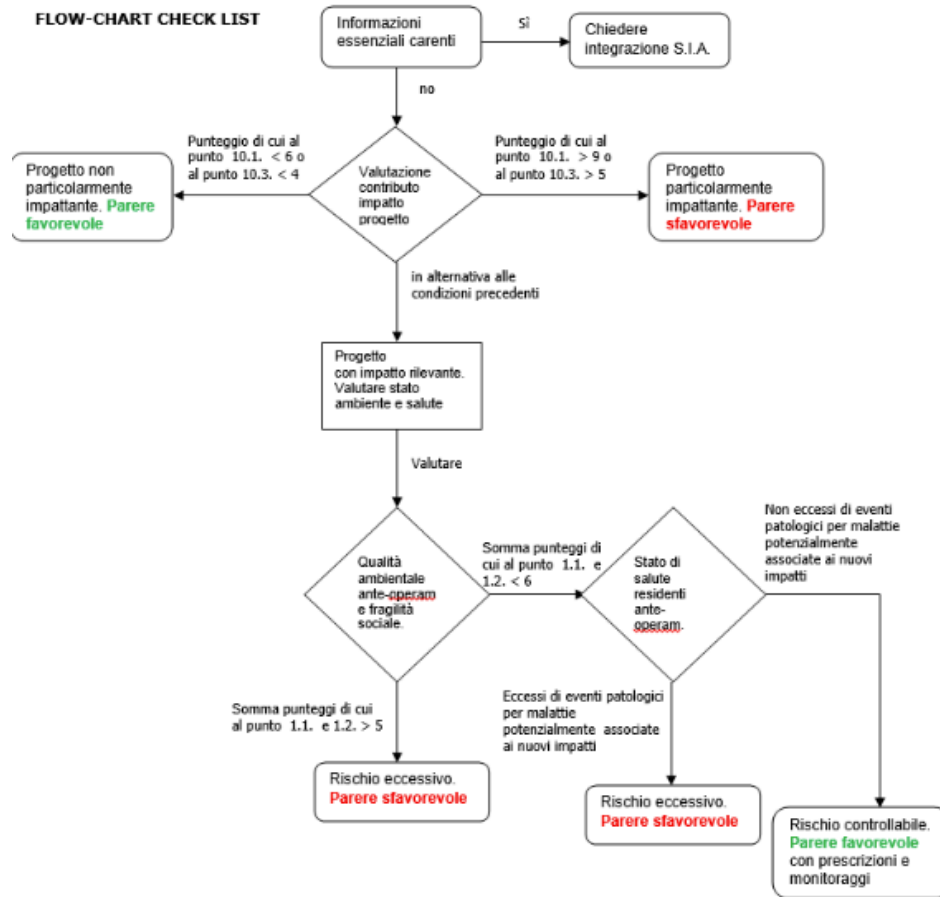 FLOW-CHART CHECK LIST
Informazioni
essenziali carenti
Sì
Chiedere
integrazione S.I.A.
no
Punteggio di cui al
punto 10.1. < 6 o
al punto 10.3. < 4
Punteggio di cui al
punto 10.1. > 9 o
al punto 10.3. > 5
Progetto non
particolarmente
impattante. Parere
favorevole
Valutazione
contributo
impatto
progetto
Progetto
particolarmente
impattante. Parere
sfavorevole
in alternativa alle
condizioni precedenti
Progetto
con impatto rilevante.
Valutare stato
ambiente e salute
Valutare
Non eccessi di eventi
patologici per malattie
potenzialmente
associate ai nuovi
impatti
Somma punteggi di
cui al punto 1.1. e
1.2. < 6
Qualità
ambientale
ante-operam
e fragilità
sociale.
Stato di
salute
residenti
ante-
operam.
Somma punteggi di cui
al punto 1.1. e 1.2. > 5
Eccessi di eventi patologici
per malattie
potenzialmente associate
ai nuovi impatti
Rischio eccessivo.
Parere sfavorevole
Rischio eccessivo.
Parere sfavorevole
Rischio controllabile.
Parere favorevole
con prescrizioni e
monitoraggi